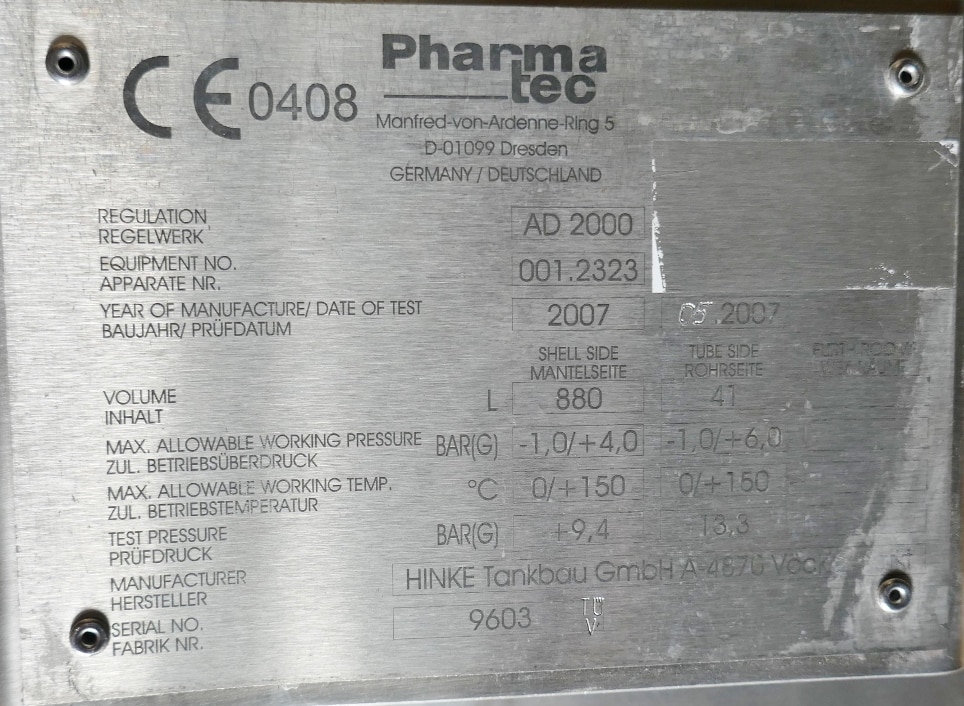 CE 0408
Pharma
tec
Manfred-von-Ardenne-Ring 5
D-01099 Dresden
GERMANY / DEUTSCHLAND
REGULATION
REGELWERK
AD 2000
EQUIPMENT NO.
APPARATE NR.
001.2323
YEAR OF MANUFACTURE/ DATE OF TEST
BAUJAHR/ PRÜFDATUM
2007 05.2007
SHELL SIDE TUBE SIDE
MANTELSEITE ROHRSEITE
VOLUME
INHALT
L 880 41
MAX. ALLOWABLE WORKING PRESSURE
ZUL. BETRIEBSÜBERDRUCK
BAR(G) -1,0/+4,0 -1,0/+6,0
MAX. ALLOWABLE WORKING TEMP.
ZUL. BETRIEBSTEMPERATUR
°C 0/+150 0/+150
TEST PRESSURE
PRÜFDRUCK
BAR(G) +9,4 13,3
MANUFACTURER
HERSTELLER
HINKE Tankbau GmbH A-4870
SERIAL NO.
FABRIK NR.
9603 TÜV